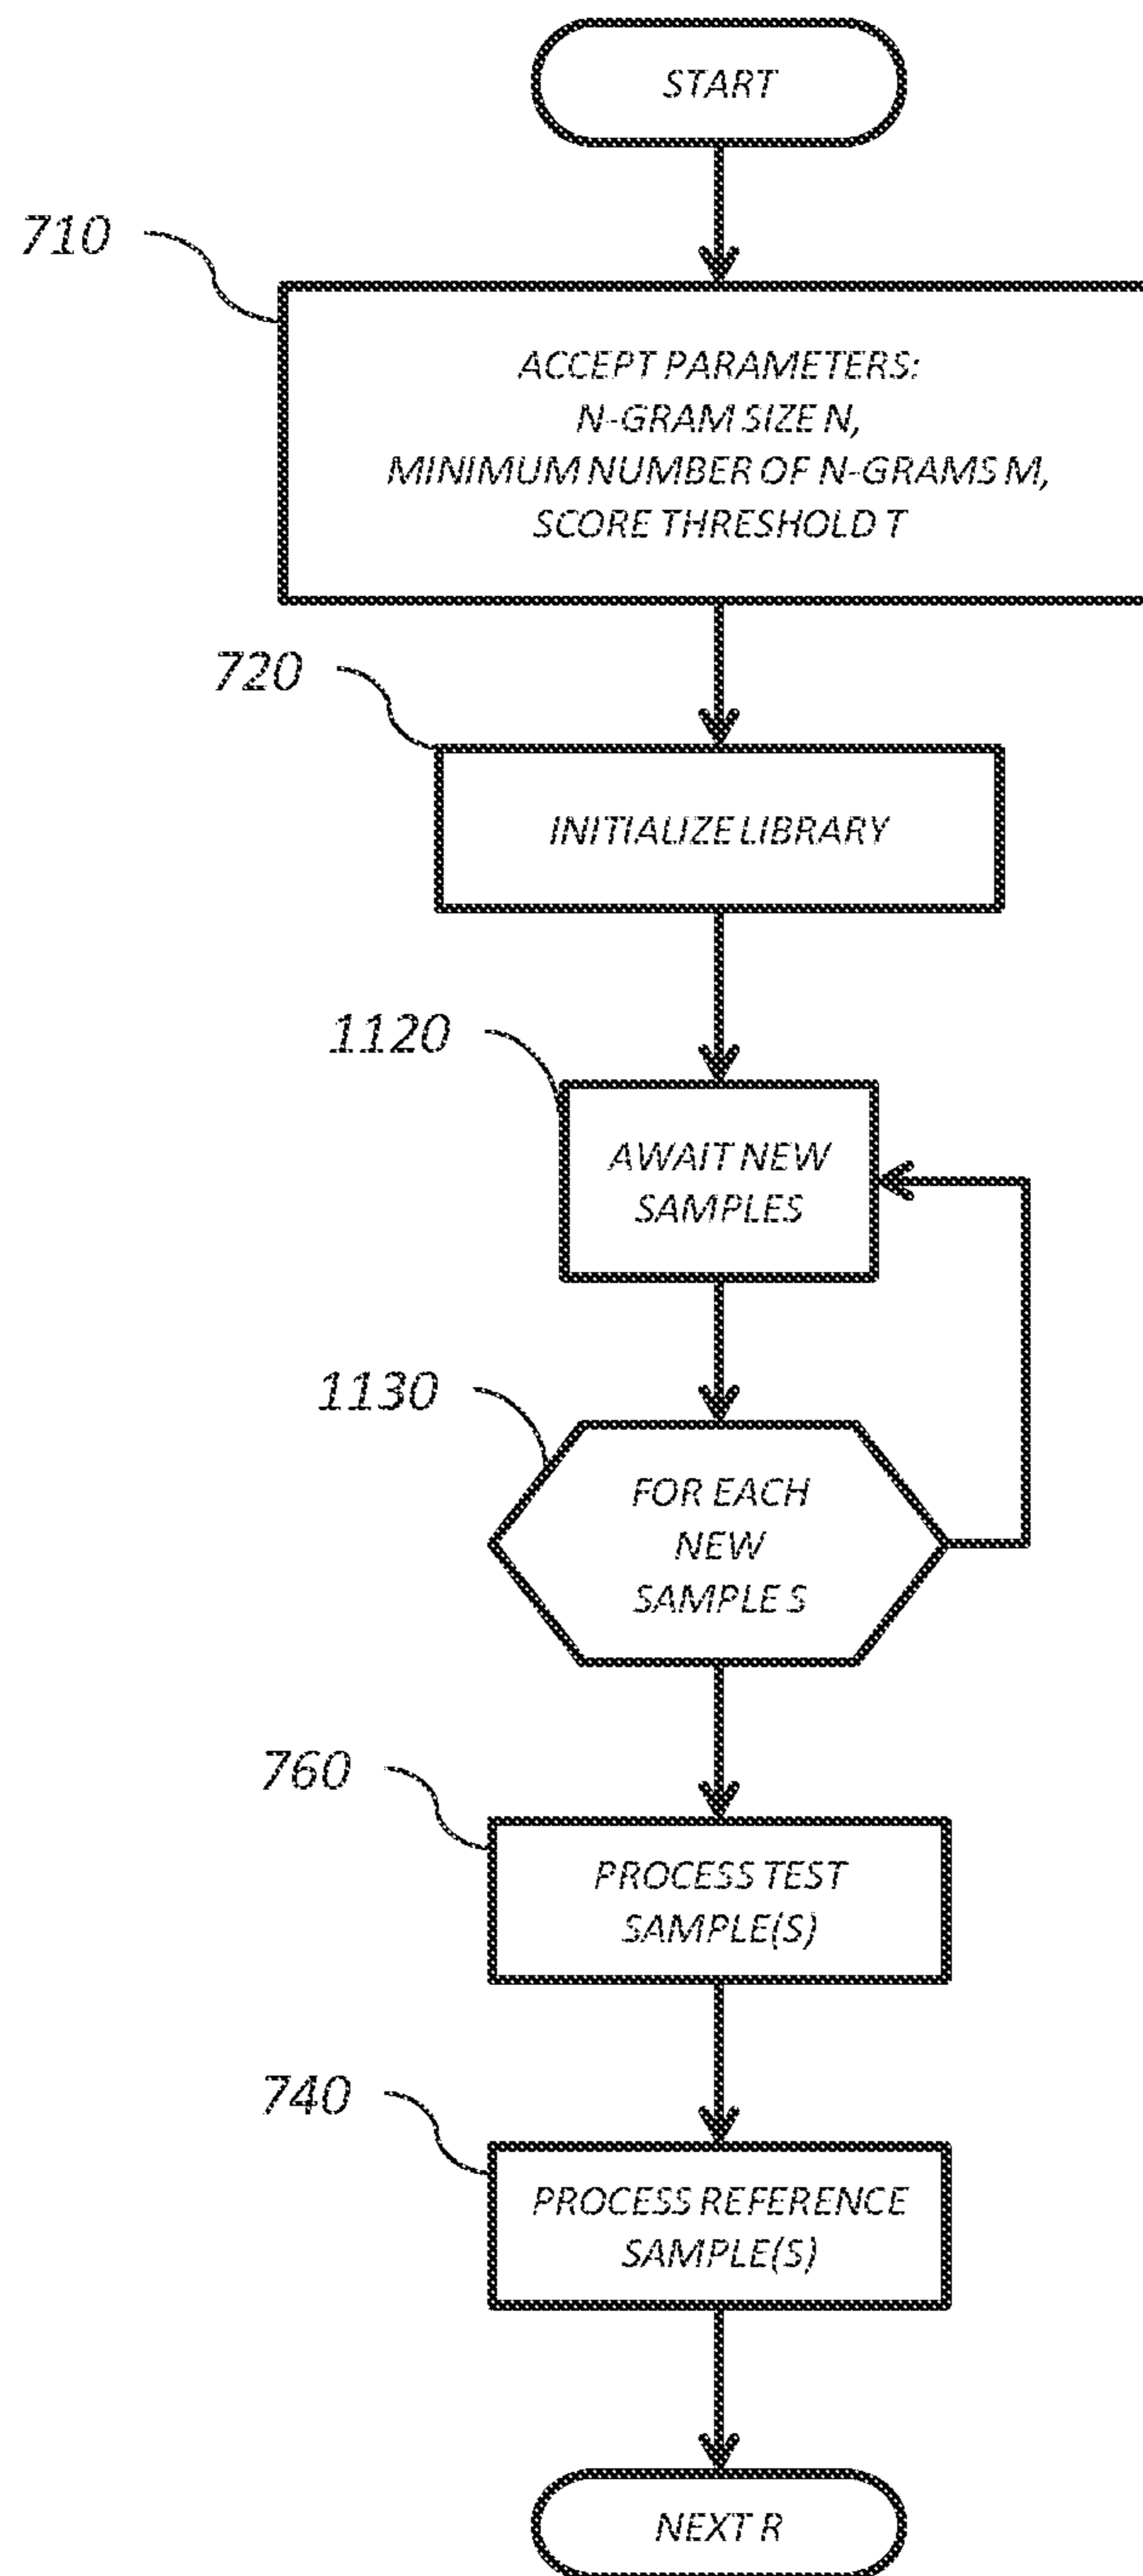 START
710
ACCEPT PARAMETERS:
N-GRAM SIZE N,
MINIMUM NUMBER OF N-GRAMS M,
SCORE THRESHOLD T
720
INITIALIZE LIBRARY
1120
AWAIT NEW
SAMPLES
1130
FOR EACH
NEW
SAMPLE S
760
PROCESS TEST
SAMPLE(S)
740
PROCESS REFERENCE
SAMPLE(S)
NEXT R